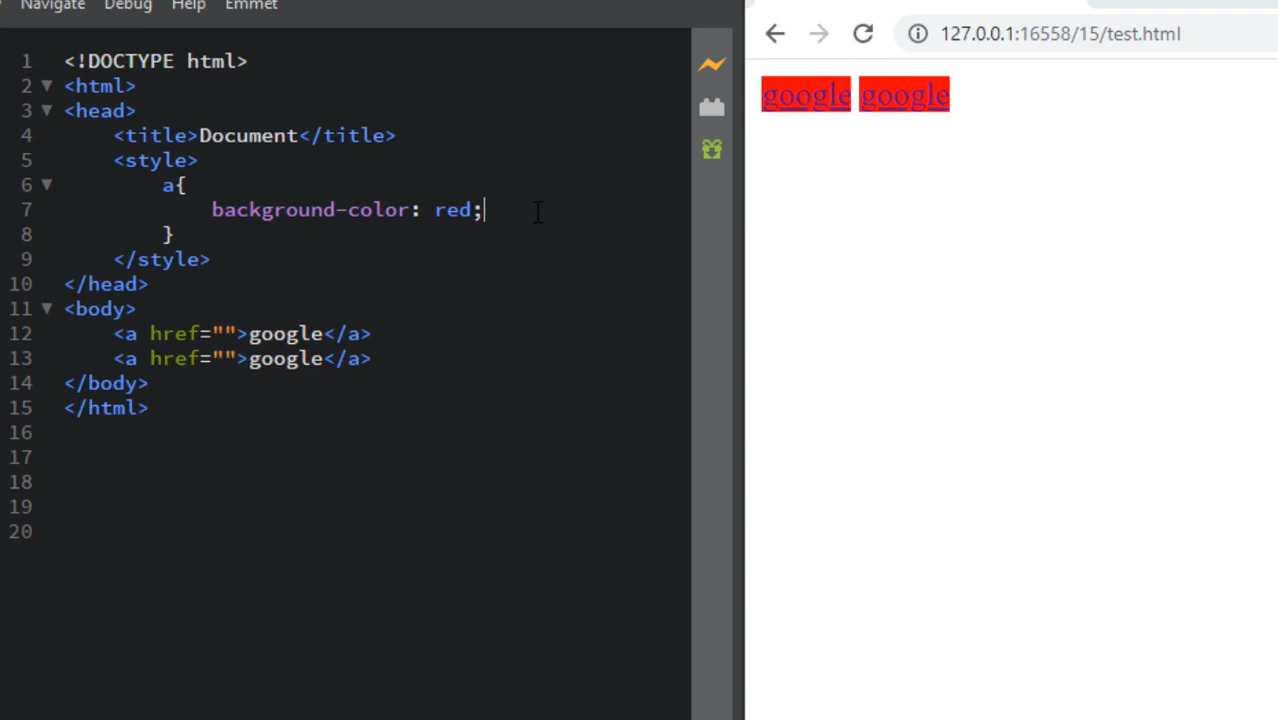 Navigate Debug Help Emmet
127.0.0.1:16558/15/test.html
1 <!DOCTYPE html>
2 <html>
3 <head>
4 <title>Document</title>
5 <style>
6 a{
7 background-color: red;
8 }
9 </style>
10 </head>
11 <body>
12 <a href="">google</a>
13 <a href="">google</a>
14 </body>
15 </html>
16
17
18
19
20
google google